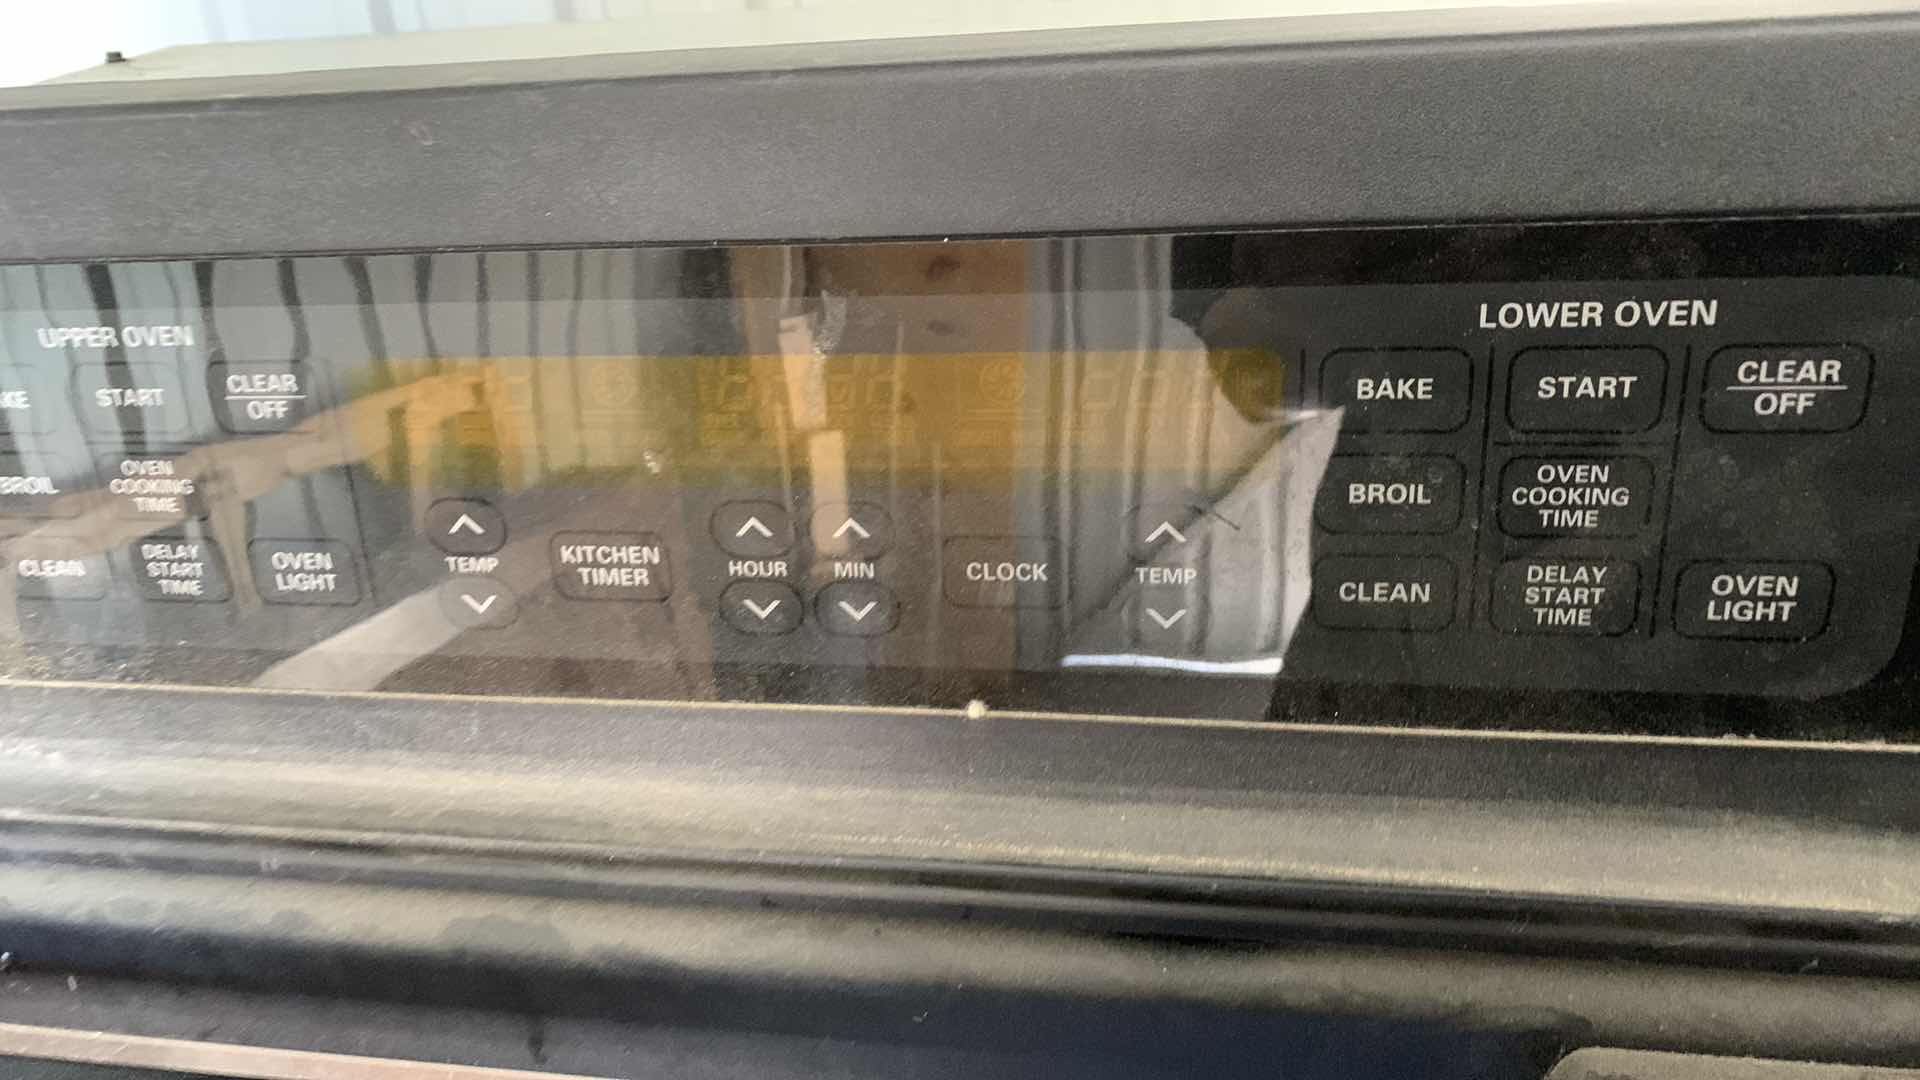 UPPER OVEN
START
CLEAR
OFF
BROIL
OVEN
COOKING
TIME
CLEAN
DELAY
START
TIME
OVEN
LIGHT
TEMP
KITCHEN
TIMER
HOUR
MIN
CLOCK
TEMP
LOWER OVEN
BAKE
START
CLEAR
OFF
BROIL
OVEN
COOKING
TIME
CLEAN
DELAY
START
TIME
OVEN
LIGHT